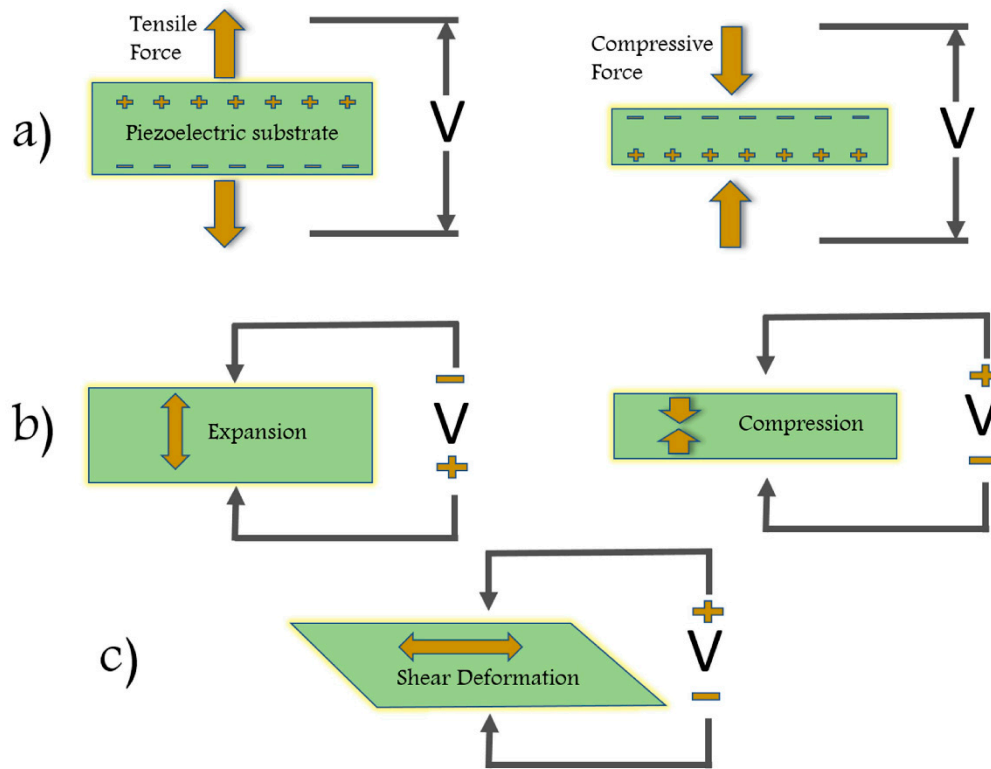 Tensile
Force
Compressive
Force
a)
+ + + + + + +
Piezoelectric substrate
− − − − − − −
V
− − − − − − −
+ + + + + + +
V
b)
Expansion
−
V
+
Compression
+
V
−
c)
Shear Deformation
+
V
−